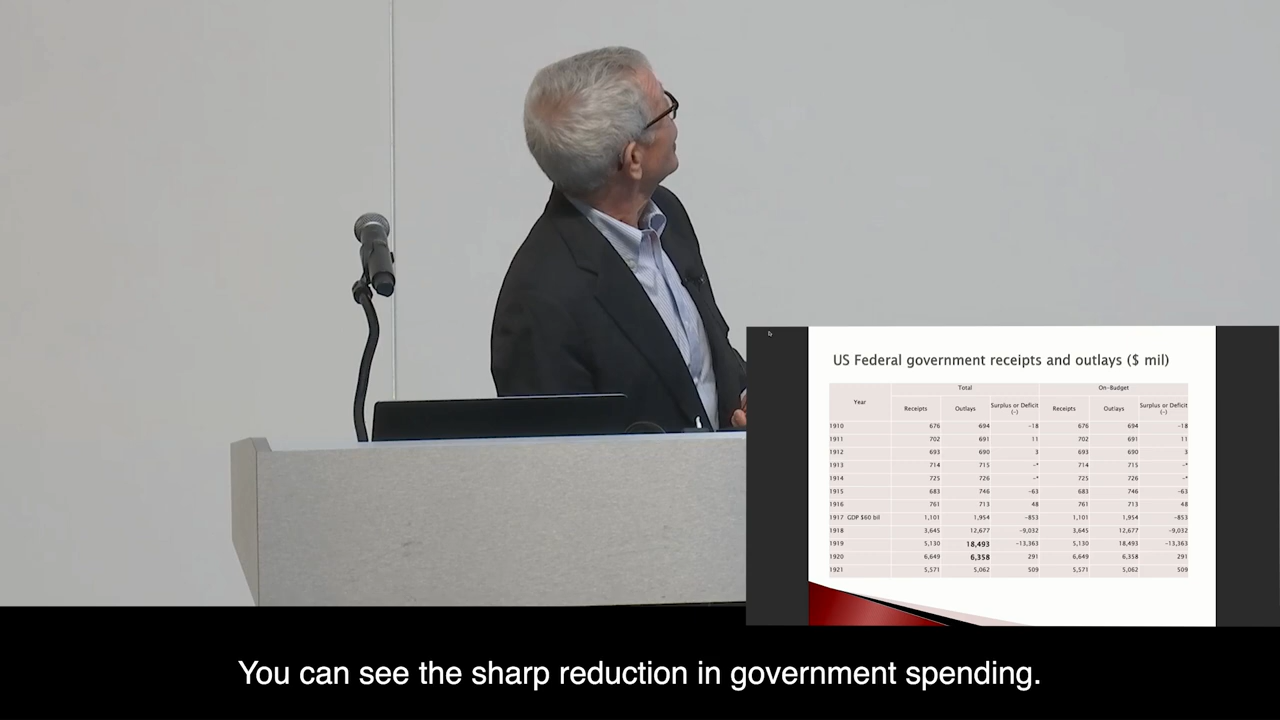 US Federal government receipts and outlays ($ mil)
Year Total On-Budget
Receipts Outlays Surplus or Deficit (-) Receipts Outlays Surplus or Deficit (-)
1910 676 694 -18 676 694 -18
1911 702 691 11 702 691 11
1912 693 690 3 693 690 3
1913 714 715 -* 714 715 -*
1914 725 726 -* 725 726 -*
1915 683 746 -63 683 746 -63
1916 761 713 48 761 713 48
1917 GDP $60 bil 1,101 1,954 -853 1,101 1,954 -853
1918 3,645 12,677 -9,032 3,645 12,677 -9,032
1919 5,130 18,493 -13,363 5,130 18,493 -13,363
1920 6,649 6,358 291 6,649 6,358 291
1921 5,571 5,062 509 5,571 5,062 509
You can see the sharp reduction in government spending.